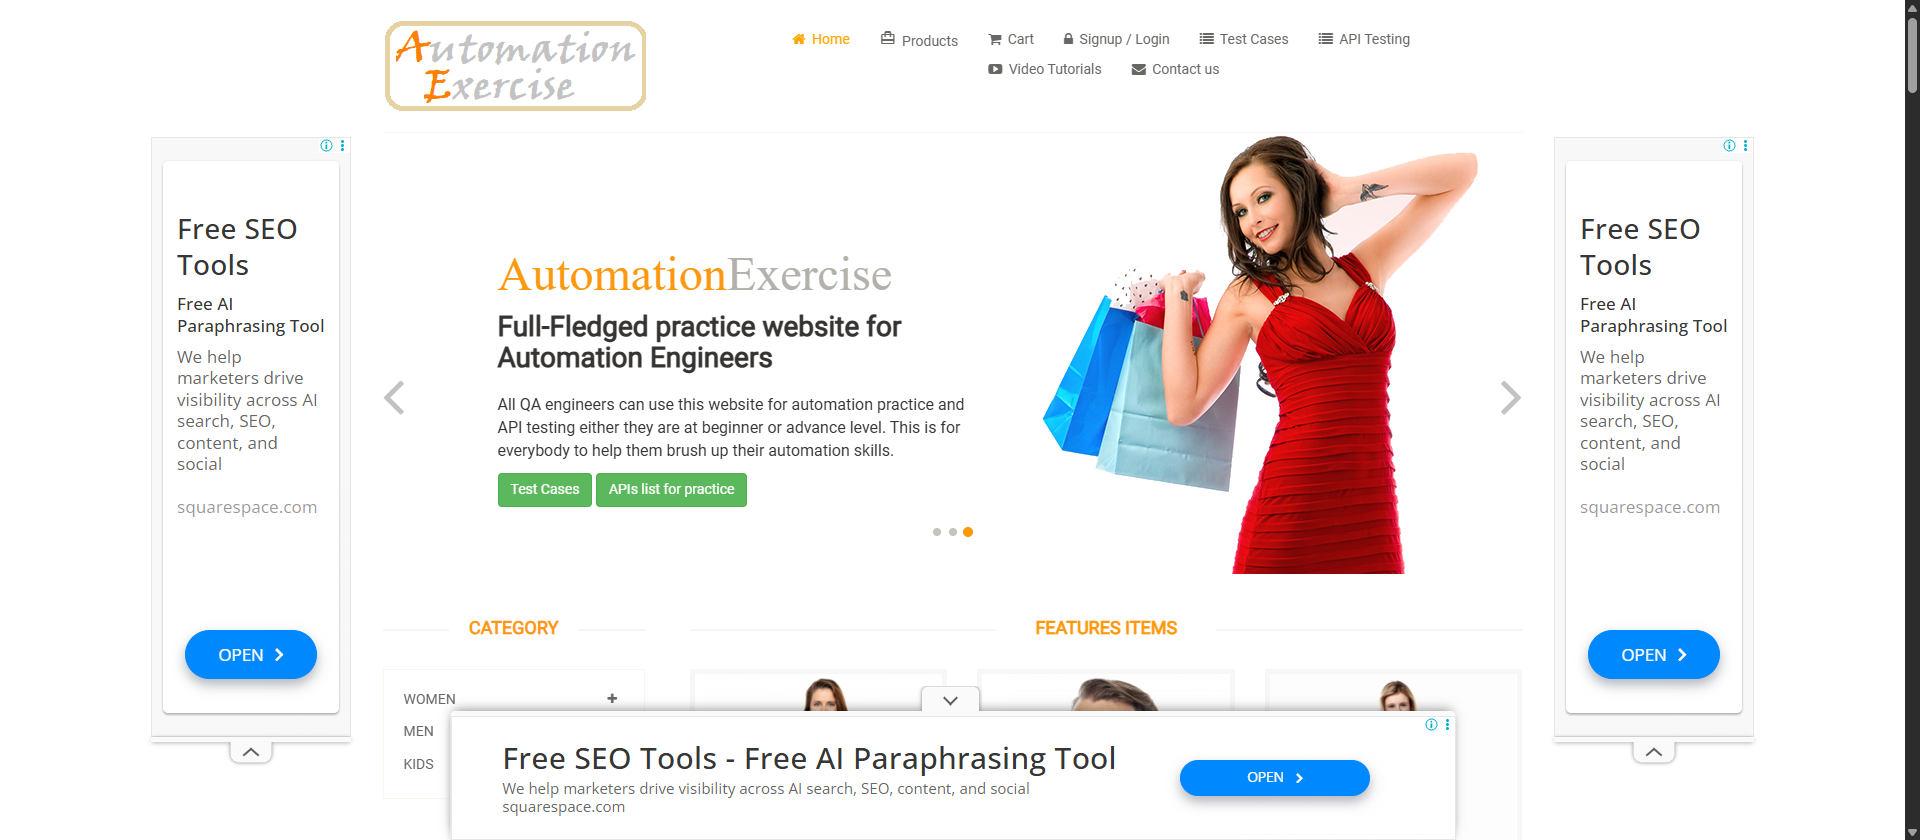 Automation
Exercise
Home
Products
Cart
Signup / Login
Test Cases
API Testing
Video Tutorials
Contact us
Free SEO
Tools
Free AI
Paraphrasing Tool
We help
marketers drive
visibility across AI
search, SEO,
content, and
social
squarespace.com
OPEN
AutomationExercise
Full-Fledged practice website for
Automation Engineers
All QA engineers can use this website for automation practice and
API testing either they are at beginner or advance level. This is for
everybody to help them brush up their automation skills.
Test Cases
APIs list for practice
Free SEO
Tools
Free AI
Paraphrasing Tool
We help
marketers drive
visibility across AI
search, SEO,
content, and
social
squarespace.com
OPEN
CATEGORY
WOMEN
MEN
KIDS
FEATURES ITEMS
Free SEO Tools - Free AI Paraphrasing Tool
We help marketers drive visibility across AI search, SEO, content, and social
squarespace.com
OPEN